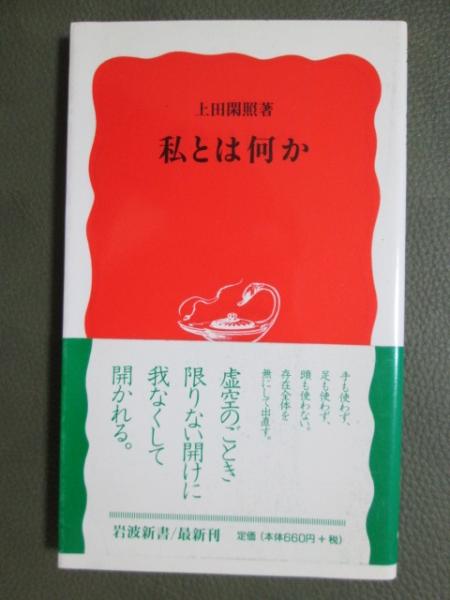 上田閑照著
私とは何か
手も使わず、
足も使わず、
頭も使わない。
存在全体を
無にして出直す。
虚空のごとき
限りない開けに
我なくして
開かれる。
岩波新書/最新刊
定価(本体660円+税)